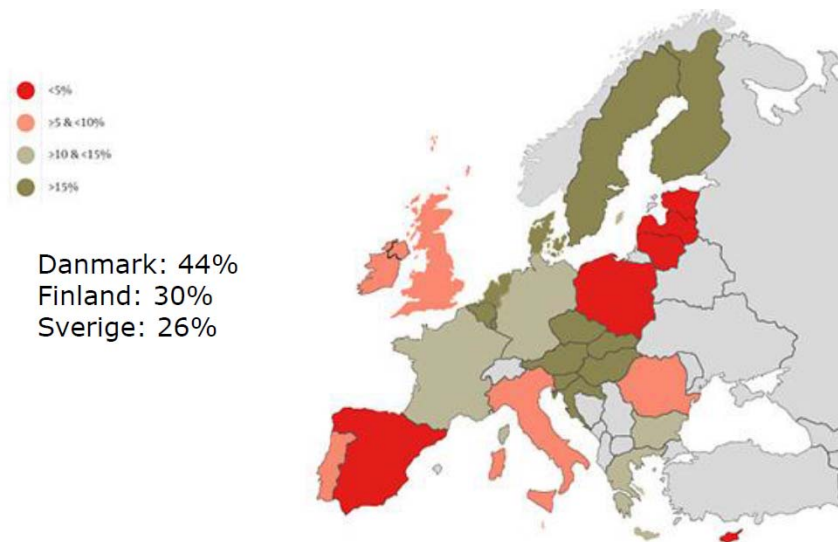 <5%
>5 & <10%
>10 & <15%
>15%
Danmark: 44%
Finland: 30%
Sverige: 26%